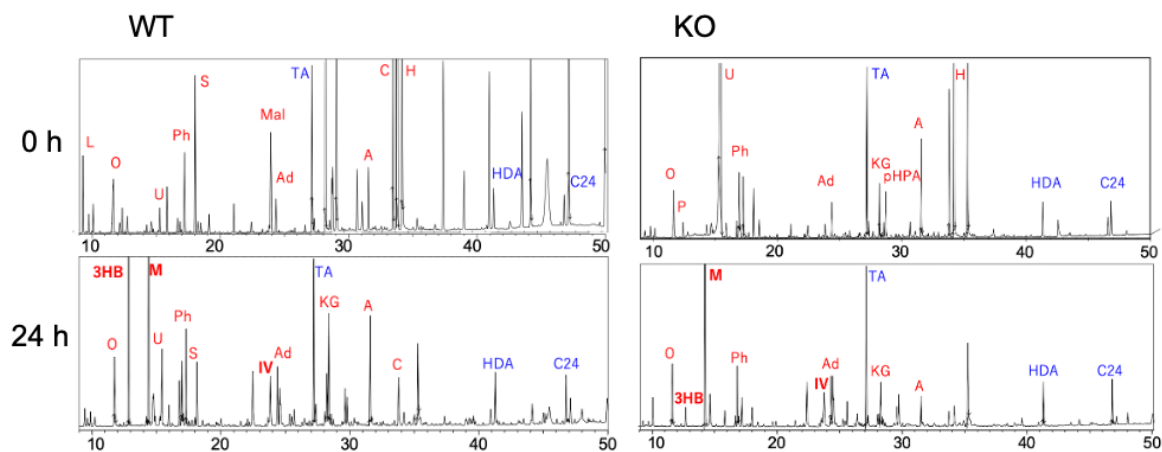 WT KO
0 h
L O U Ph S Mal Ad TA A C H HDA C24
10 20 30 40 50
O P U Ph Ad TA KG pHPA A H HDA C24
10 20 30 40 50
24 h
O 3HB M U Ph S IV Ad TA KG A C HDA C24
10 20 30 40 50
O 3HB M Ph IV Ad TA KG A HDA C24
10 20 30 40 50